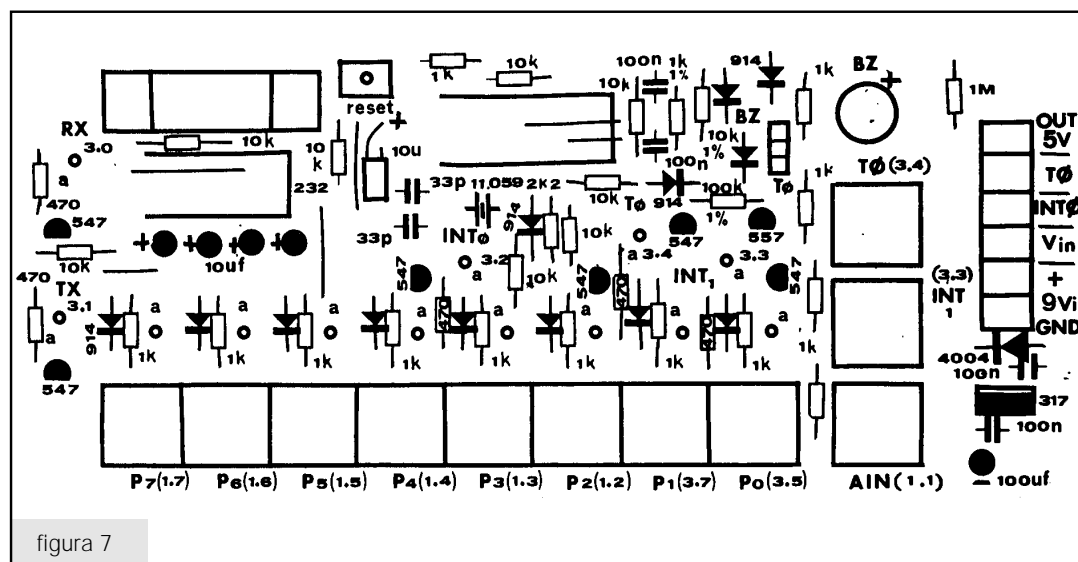 1k
10k
100n
1k
1%
914
1k
BZ
1M
10k
reset
RX
3.0
10k
10k
10u
BZ
10k
1%
100n
OUT
5V
TØ
INTØ
Vin
+
9Vi
GND
TØ(3.4)
TØ
1k
a
470
547
232
33p
11.059
2k2
914
10k
TØ
914
100k
1%
33p
INTØ
10k
547
557
10k
10uf
470
TX
3.1
a
547
3.2
a
10k
547
a
3.4
470
INT1
3.3
a
547
(3.3)
INT
1
914
a
a
a
a
470
a
a
a
470
a
1k
1k
1k
1k
1k
1k
1k
1k
1k
547
4004
100n
317
100n
100uf
P7(1.7)
P6(1.6)
P5(1.5)
P4(1.4)
P3(1.3)
P2(1.2)
P1(3.7)
P0(3.5)
AIN(1.1)
figura 7